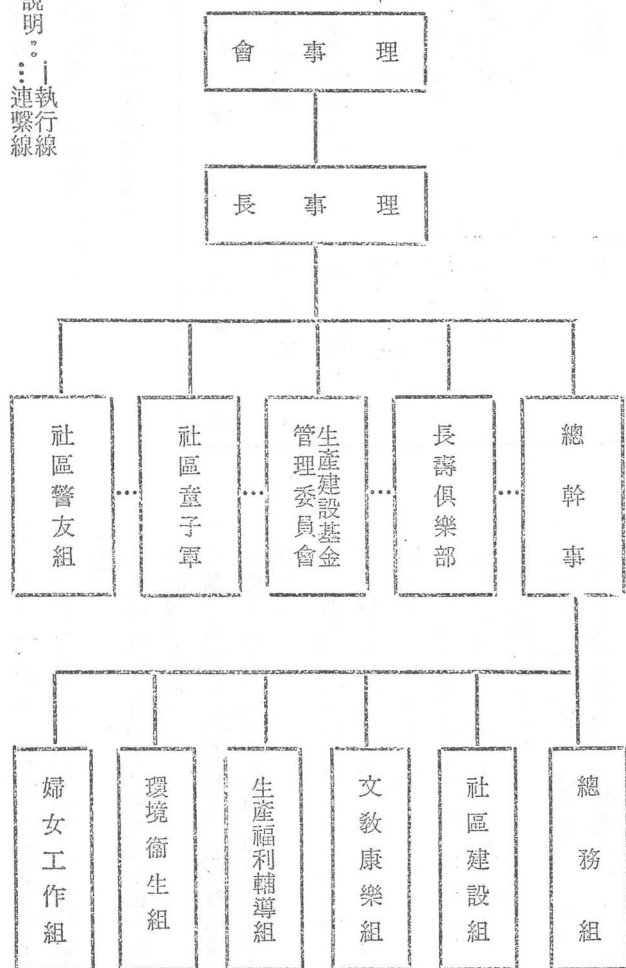 理事會
理事長
總幹事
長壽俱樂部
生產建設基金
管理委員會
社區童子軍
社區警友組
總務組
社區建設組
文教康樂組
生產福利輔導組
環境衞生組
婦女工作組
說明：—執行線
…連繫線